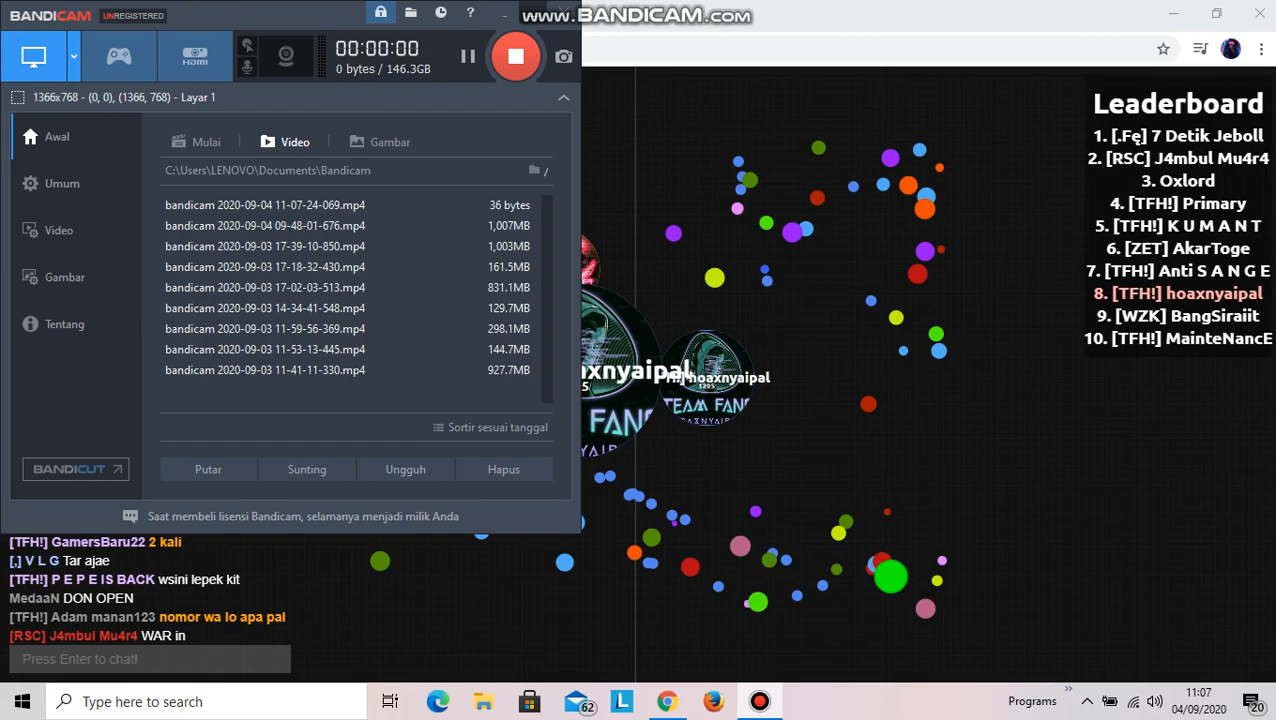 BANDICAM UNREGISTERED
www.BANDICAM.com
HDMI
00:00:00
0 bytes / 146.3GB
1366x768 - (0, 0), (1366, 768) - Layar 1
Awal
Umum
Video
Gambar
Tentang
BANDICUT
Mulai
Video
Gambar
C:\Users\LENOVO\Documents\Bandicam
bandicam 2020-09-04 11-07-24-069.mp4 36 bytes
bandicam 2020-09-04 09-48-01-676.mp4 1,007MB
bandicam 2020-09-03 17-39-10-850.mp4 1,003MB
bandicam 2020-09-03 17-18-32-430.mp4 161.5MB
bandicam 2020-09-03 17-02-03-513.mp4 831.1MB
bandicam 2020-09-03 14-34-41-548.mp4 129.7MB
bandicam 2020-09-03 11-59-56-369.mp4 298.1MB
bandicam 2020-09-03 11-53-13-445.mp4 144.7MB
bandicam 2020-09-03 11-41-11-330.mp4 927.7MB
Sortir sesuai tanggal
Putar Sunting Ungguh Hapus
Saat membeli lisensi Bandicam, selamanya menjadi milik Anda
axnyaipal
hoaxnyaipal
1205
TEAM FANS
FANS
Leaderboard
1. [.Fę] 7 Detik Jeboll
2. [RSC] J4mbul Mu4r4
3. Oxlord
4. [TFH!] Primary
5. [TFH!] K U M A N T
6. [ZET] AkarToge
7. [TFH!] Anti S A N G E
8. [TFH!] hoaxnyaipal
9. [WZK] BangSiraiit
10. [TFH!] MainteNancE
[TFH!] GamersBaru22 2 kali
[,] V L G Tar ajae
[TFH!] P E P E IS BACK wsini lepek kit
MedaaN DON OPEN
[TFH!] Adam manan123 nomor wa lo apa pal
[RSC] J4mbul Mu4r4 WAR in
Press Enter to chat!
Type here to search
62
Programs
11:07
04/09/2020
20